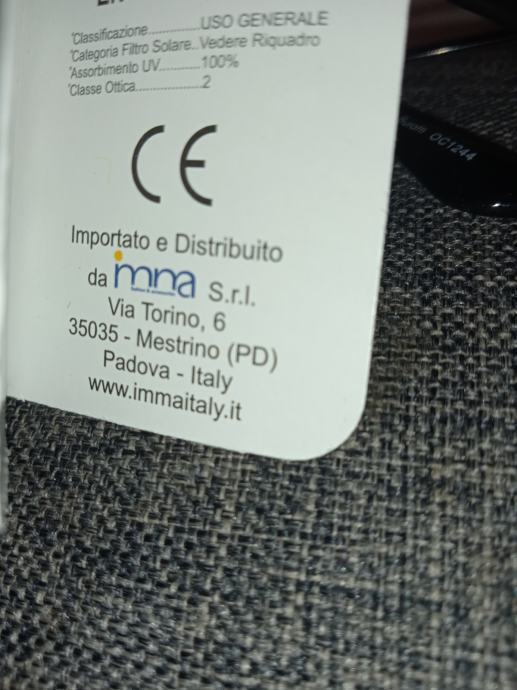 *Classificazione...............USO GENERALE
*Categoria Filtro Solare..Vedere Riquadro
*Assorbimento UV............100%
*Classe Ottica....................2
CE
Importato e Distribuito
da imma S.r.l.
Via Torino, 6
35035 - Mestrino (PD)
Padova - Italy
www.immaitaly.it
OC1244